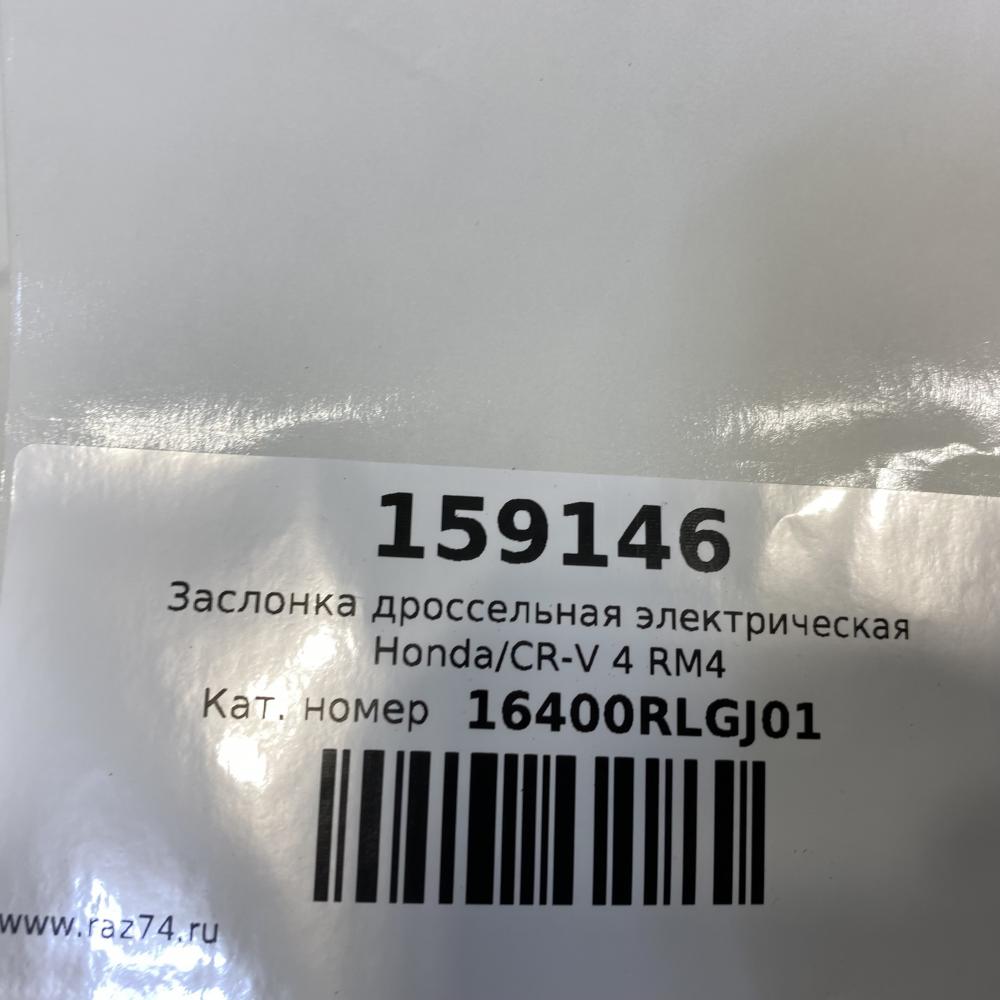 159146
Заслонка дроссельная электрическая
Honda/CR-V 4 RM4
Кат. номер 16400RLGJ01
www.raz74.ru